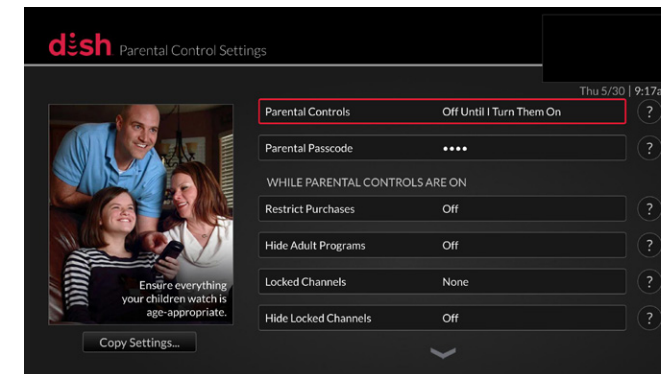 dish Parental Control Settings
Thu 5/30 | 9:17a
Parental Controls Off Until I Turn Them On ?
Parental Passcode •••• ?
WHILE PARENTAL CONTROLS ARE ON
Restrict Purchases Off ?
Hide Adult Programs Off ?
Locked Channels None ?
Hide Locked Channels Off ?
Ensure everything
your children watch is
age-appropriate.
Copy Settings...